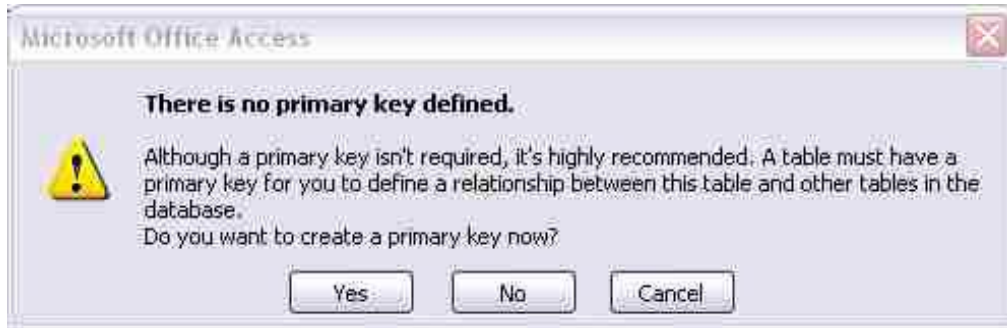 Microsoft Office Access
There is no primary key defined.
Although a primary key isn't required, it's highly recommended. A table must have a
primary key for you to define a relationship between this table and other tables in the
database.
Do you want to create a primary key now?
Yes No Cancel